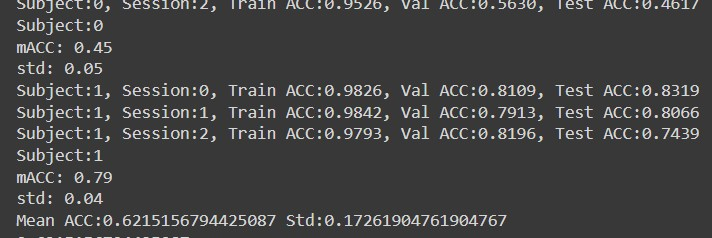 Subject:0, Session:2, Train ACC:0.9526, Val ACC:0.5630, Test ACC:0.4617
Subject:0
mACC: 0.45
std: 0.05
Subject:1, Session:0, Train ACC:0.9826, Val ACC:0.8109, Test ACC:0.8319
Subject:1, Session:1, Train ACC:0.9842, Val ACC:0.7913, Test ACC:0.8066
Subject:1, Session:2, Train ACC:0.9793, Val ACC:0.8196, Test ACC:0.7439
Subject:1
mACC: 0.79
std: 0.04
Mean ACC:0.6215156794425087 Std:0.17261904761904767